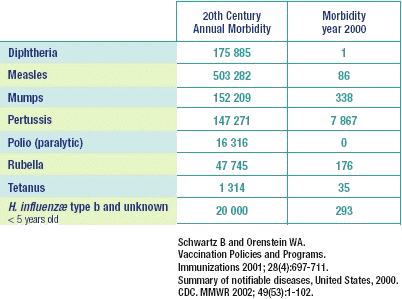 20th Century Annual Morbidity Morbidity year 2000
Diphtheria 175 885 1
Measles 503 282 86
Mumps 152 209 338
Pertussis 147 271 7 867
Polio (paralytic) 16 316 0
Rubella 47 745 176
Tetanus 1 314 35
H. influenzæ type b and unknown 20 000 293
< 5 years old
Schwartz B and Orenstein WA.
Vaccination Policies and Programs.
Immunizations 2001; 28(4):697-711.
Summary of notifiable diseases, United States, 2000.
CDC. MMWR 2002; 49(53):1-102.